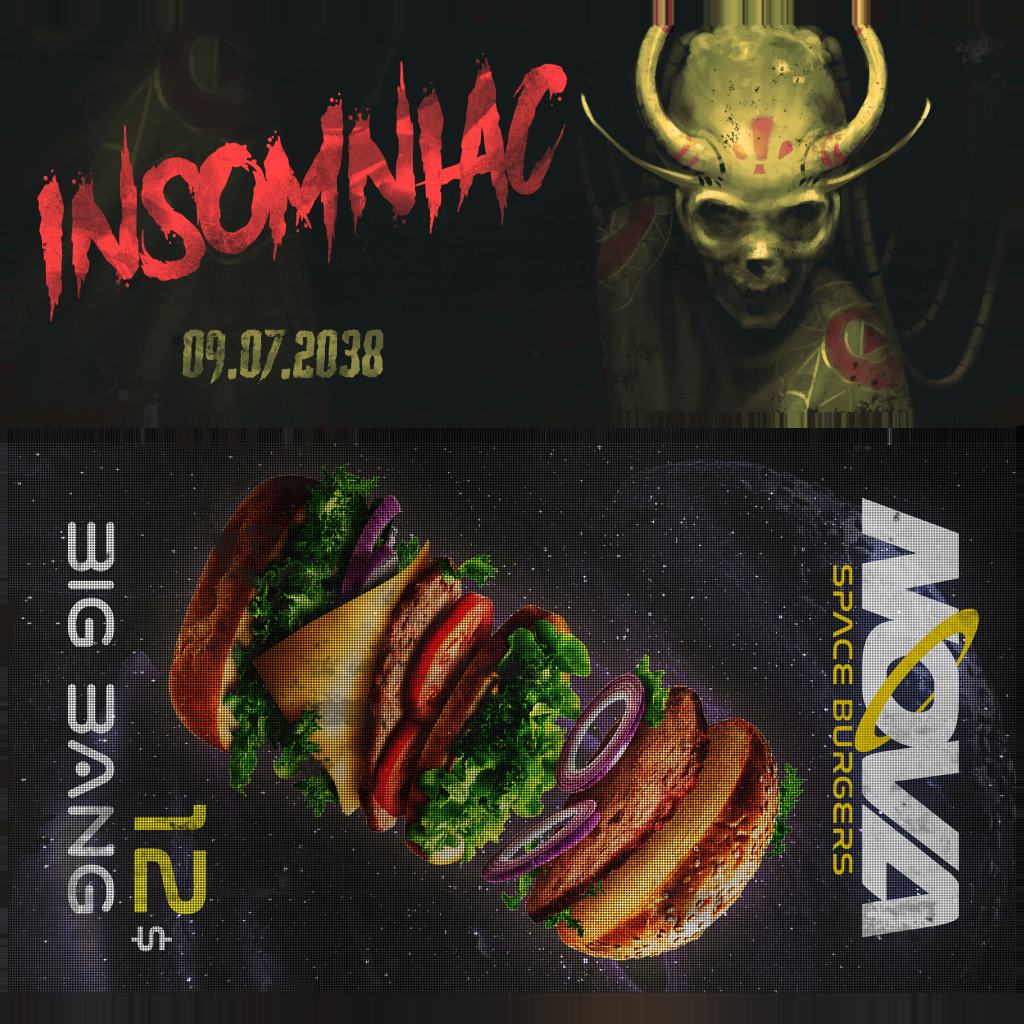 INSOMNIAC
09.07.2038
NOVA
SPACE BURGERS
BIG BANG
12 $